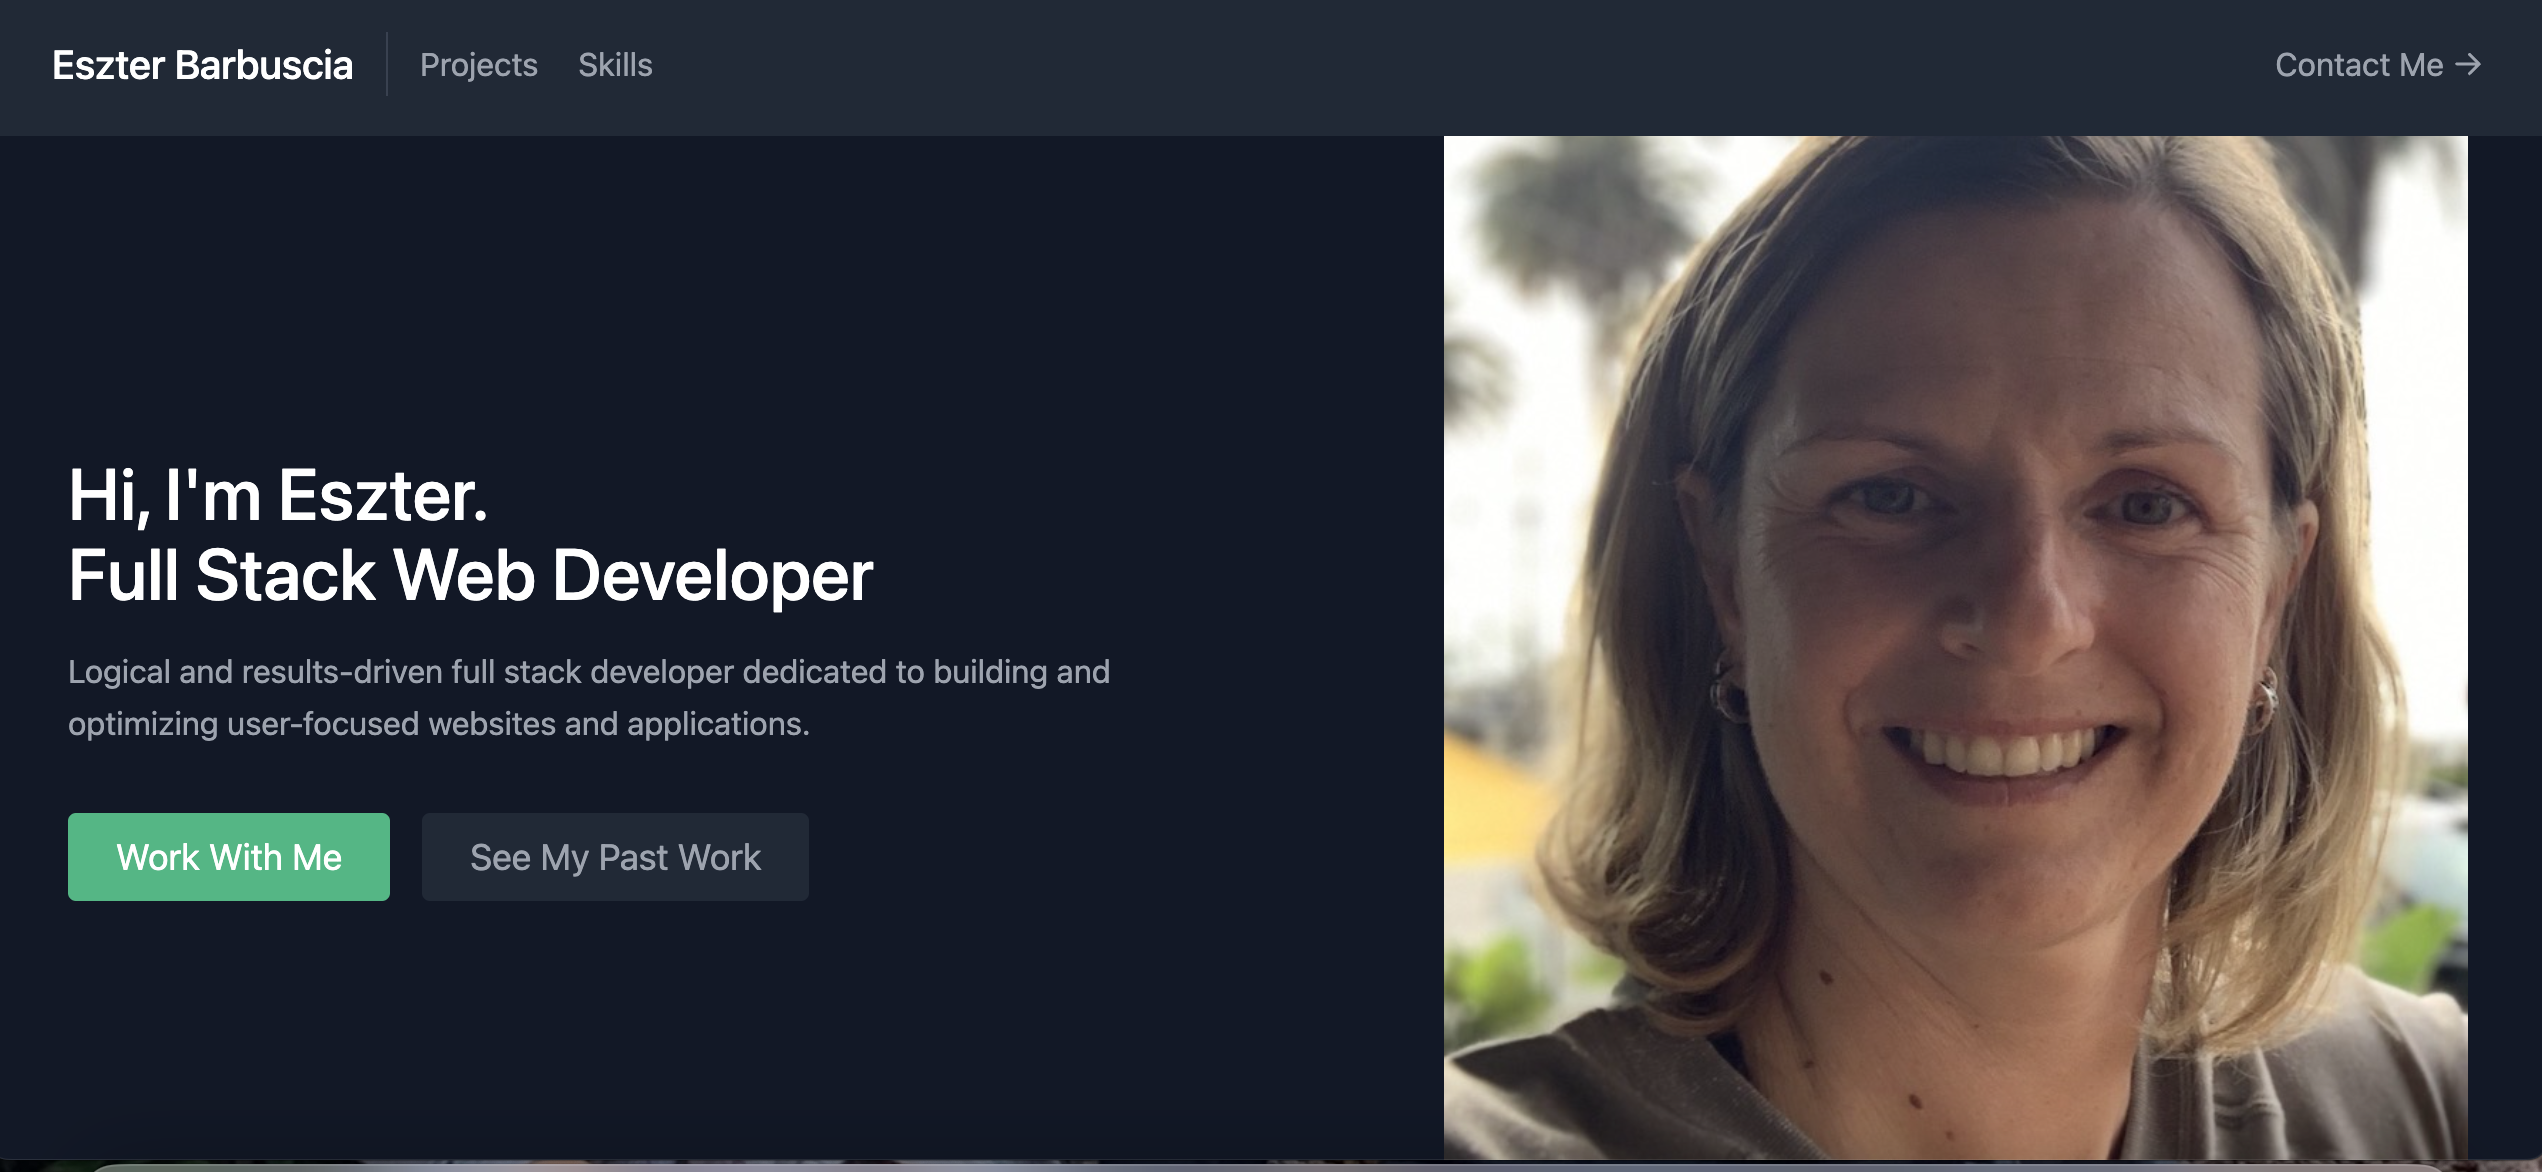 Eszter Barbuscia
Projects
Skills
Contact Me →
Hi, I'm Eszter.
Full Stack Web Developer
Logical and results-driven full stack developer dedicated to building and
optimizing user-focused websites and applications.
Work With Me
See My Past Work